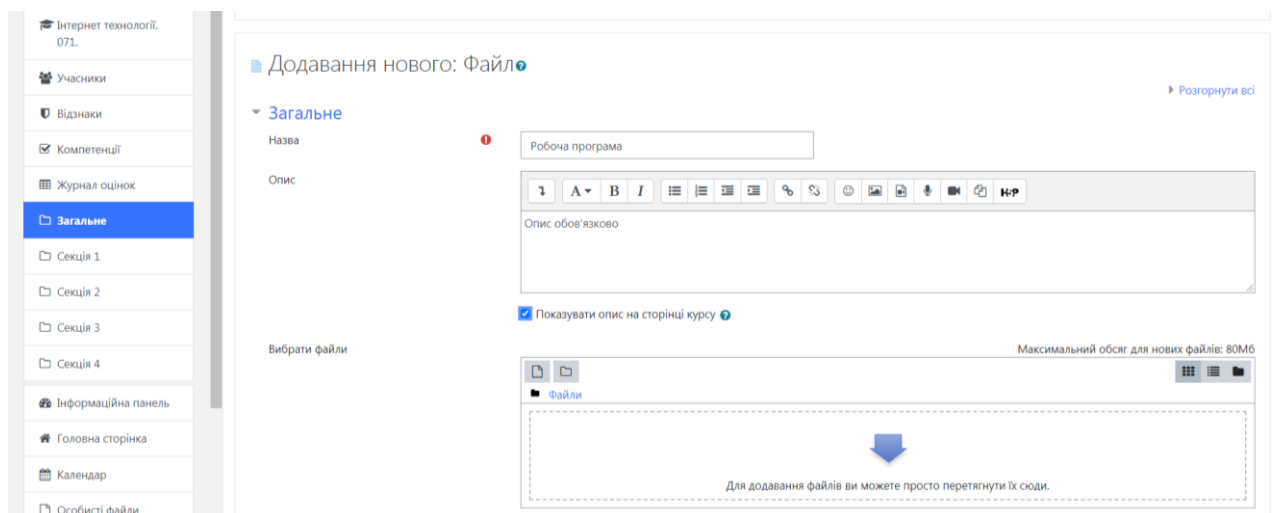 Інтернет технології.
071.
Учасники
Відзнаки
Компетенції
Журнал оцінок
Загальне
Секція 1
Секція 2
Секція 3
Секція 4
Інформаційна панель
Головна сторінка
Календар
Особисті файли
Додавання нового: Файл
Розгорнути всі
Загальне
Назва
Робоча програма
Опис
A B I H-P
Опис обов'язково
Показувати опис на сторінці курсу
Вибрати файли
Максимальний обсяг для нових файлів: 80Мб
Файли
Для додавання файлів ви можете просто перетягнути їх сюди.